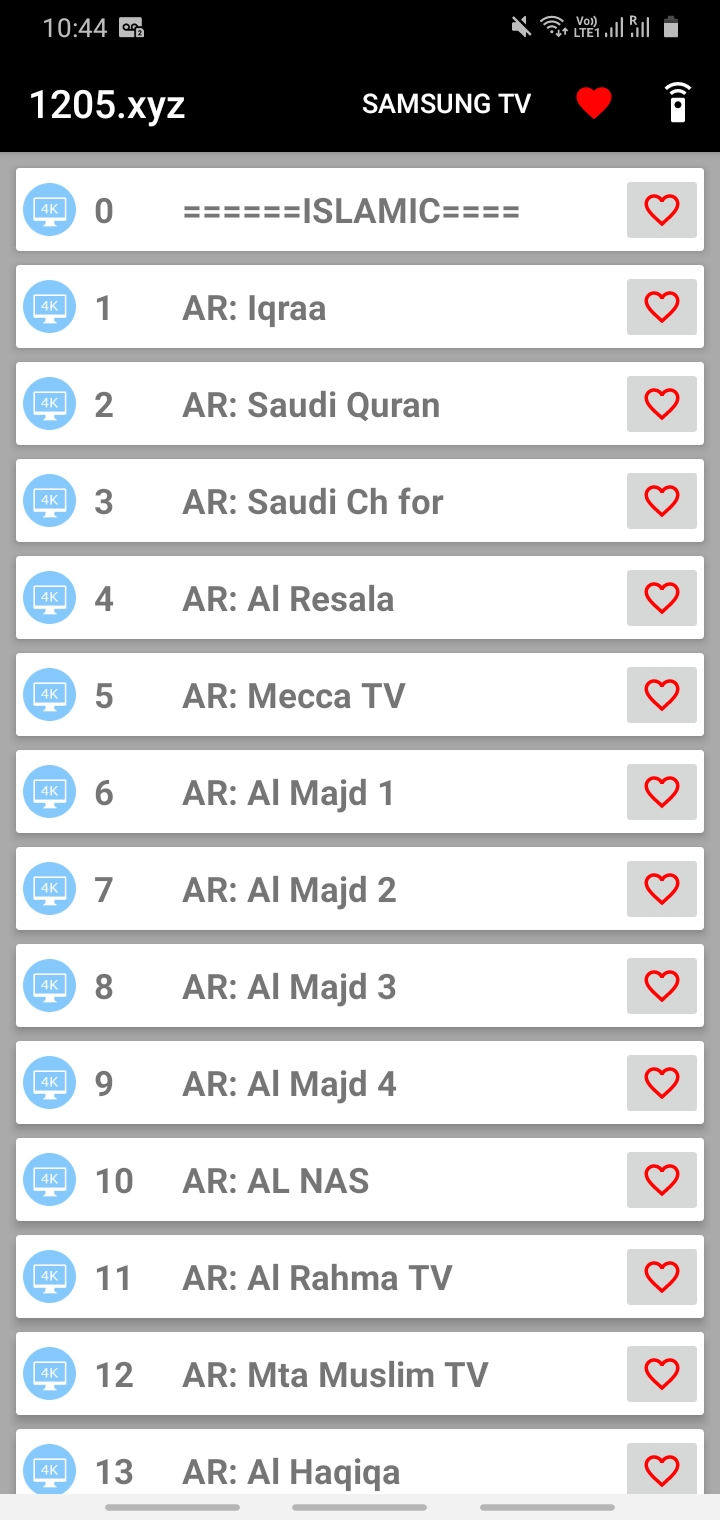 10:44
Vo))
LTE1
R
1205.xyz SAMSUNG TV
4K 0 ======ISLAMIC====
4K 1 AR: Iqraa
4K 2 AR: Saudi Quran
4K 3 AR: Saudi Ch for
4K 4 AR: Al Resala
4K 5 AR: Mecca TV
4K 6 AR: Al Majd 1
4K 7 AR: Al Majd 2
4K 8 AR: Al Majd 3
4K 9 AR: Al Majd 4
4K 10 AR: AL NAS
4K 11 AR: Al Rahma TV
4K 12 AR: Mta Muslim TV
4K 13 AR: Al Haqiqa